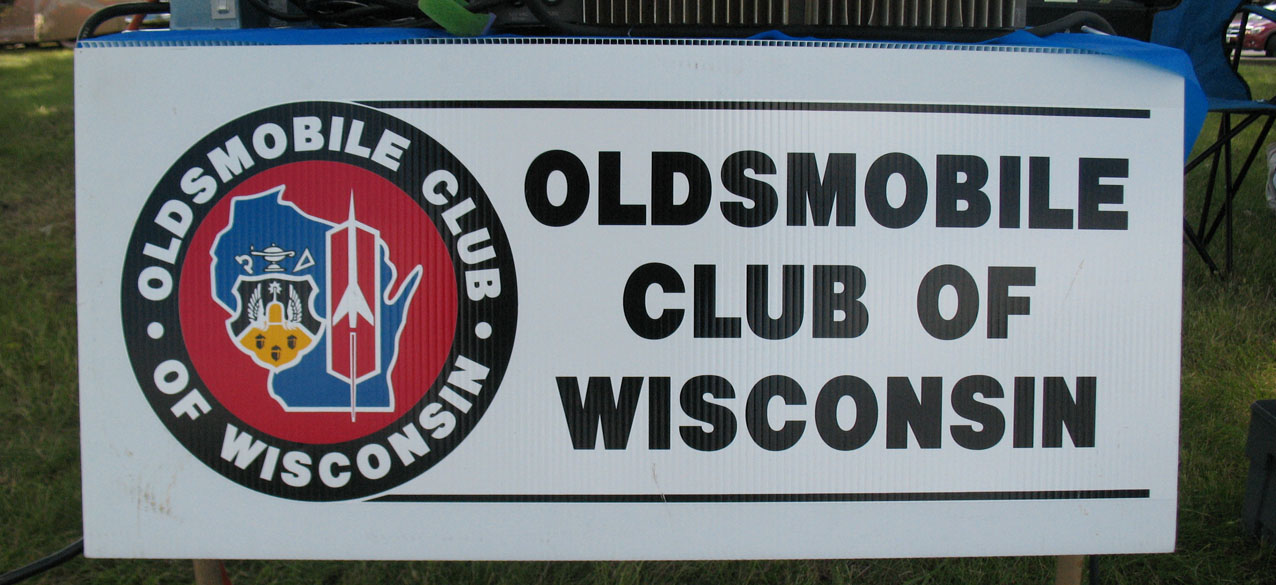 OLDSMOBILE CLUB
OF WISCONSIN
OLDSMOBILE
CLUB OF
WISCONSIN